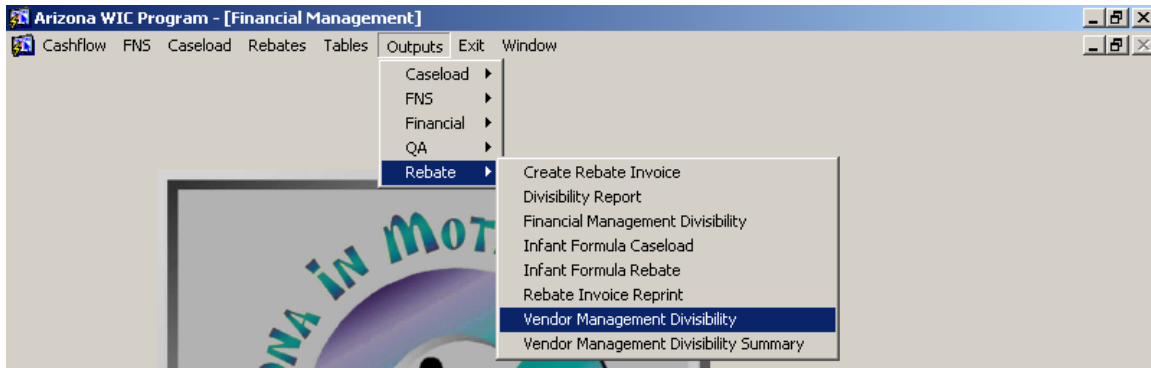 Arizona WIC Program - [Financial Management]
Cashflow FNS Caseload Rebates Tables Outputs Exit Window
Caseload
FNS
Financial
QA
Rebate
Create Rebate Invoice
Divisibility Report
Financial Management Divisibility
Infant Formula Caseload
Infant Formula Rebate
Rebate Invoice Reprint
Vendor Management Divisibility
Vendor Management Divisibility Summary
IN